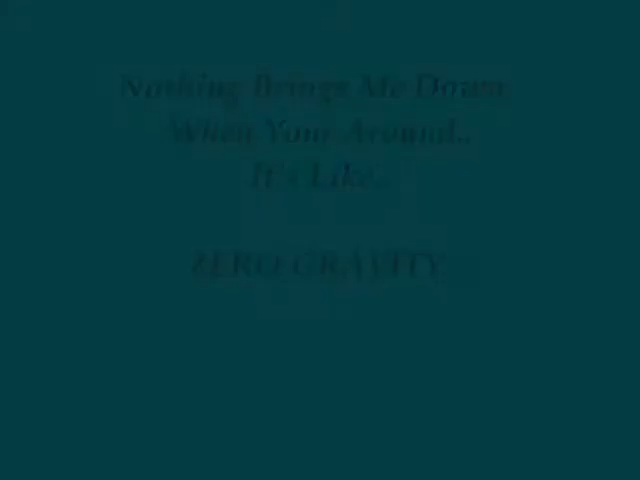 Nothing Brings Me Down
When Your Around..
It's Like..
ZERO GRAVITY